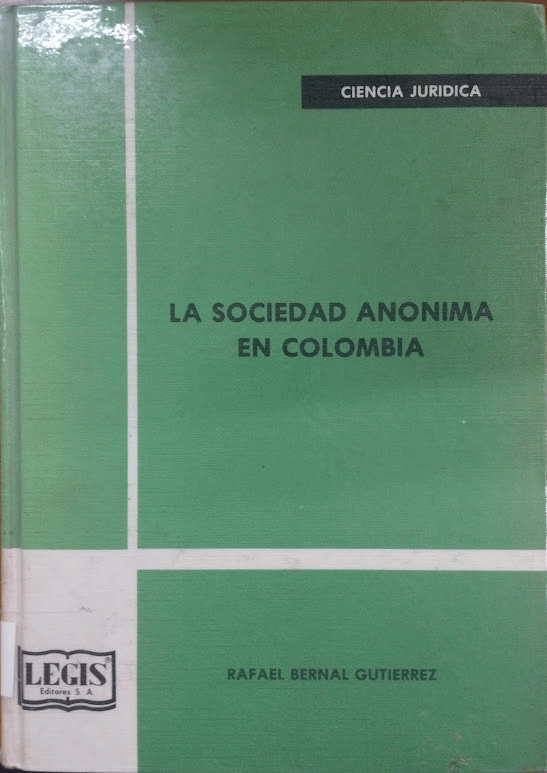 CIENCIA JURIDICA
LA SOCIEDAD ANONIMA
EN COLOMBIA
RAFAEL BERNAL GUTIERREZ
LEGIS®
Editores S. A.